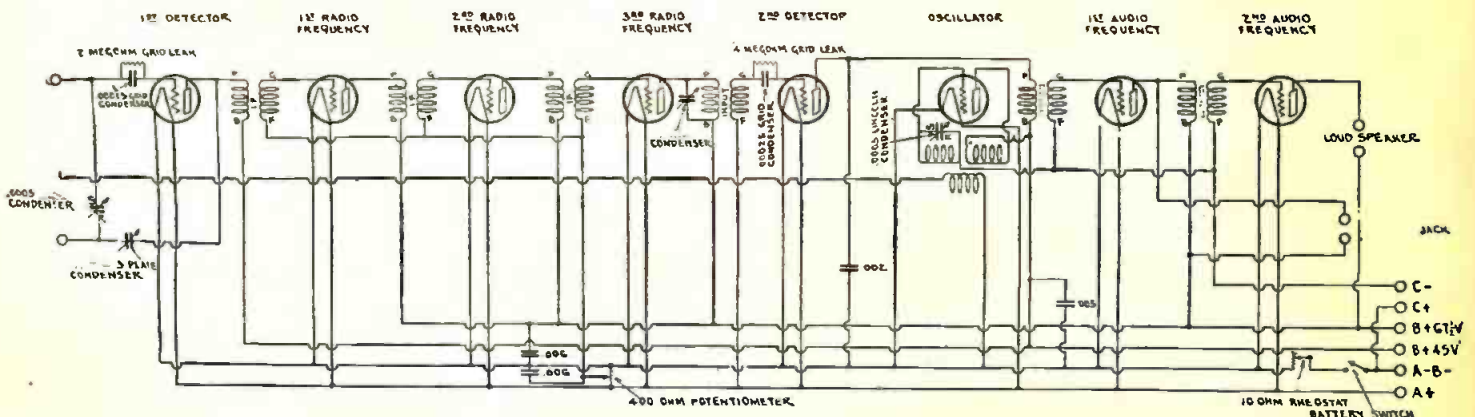 1ST DETECTOR
1ST RADIO
FREQUENCY
2ND RADIO
FREQUENCY
3RD RADIO
FREQUENCY
2ND DETECTOR
OSCILLATOR
1ST AUDIO
FREQUENCY
2ND AUDIO
FREQUENCY
2 MEGOHM GRID LEAK
.00025 GRID
CONDENSER
4 MEGOHM GRID LEAK
.00025 GRID
CONDENSER
CONDENSER
INPUT
P
B
G
F
P
B
G
F
P
B
G
F
P
B
G
F
P
B
G
F
P
B
G
F
.0005
CONDENSER
LOUD SPEAKER
.0005
CONDENSER
3 PLATE
CONDENSER
JACK
.002
.005
.006
.006
C-
C+
B+67½V
B+45V
A-B-
A+
400 OHM POTENTIOMETER
10 OHM RHEOSTAT
BATTERY SWITCH